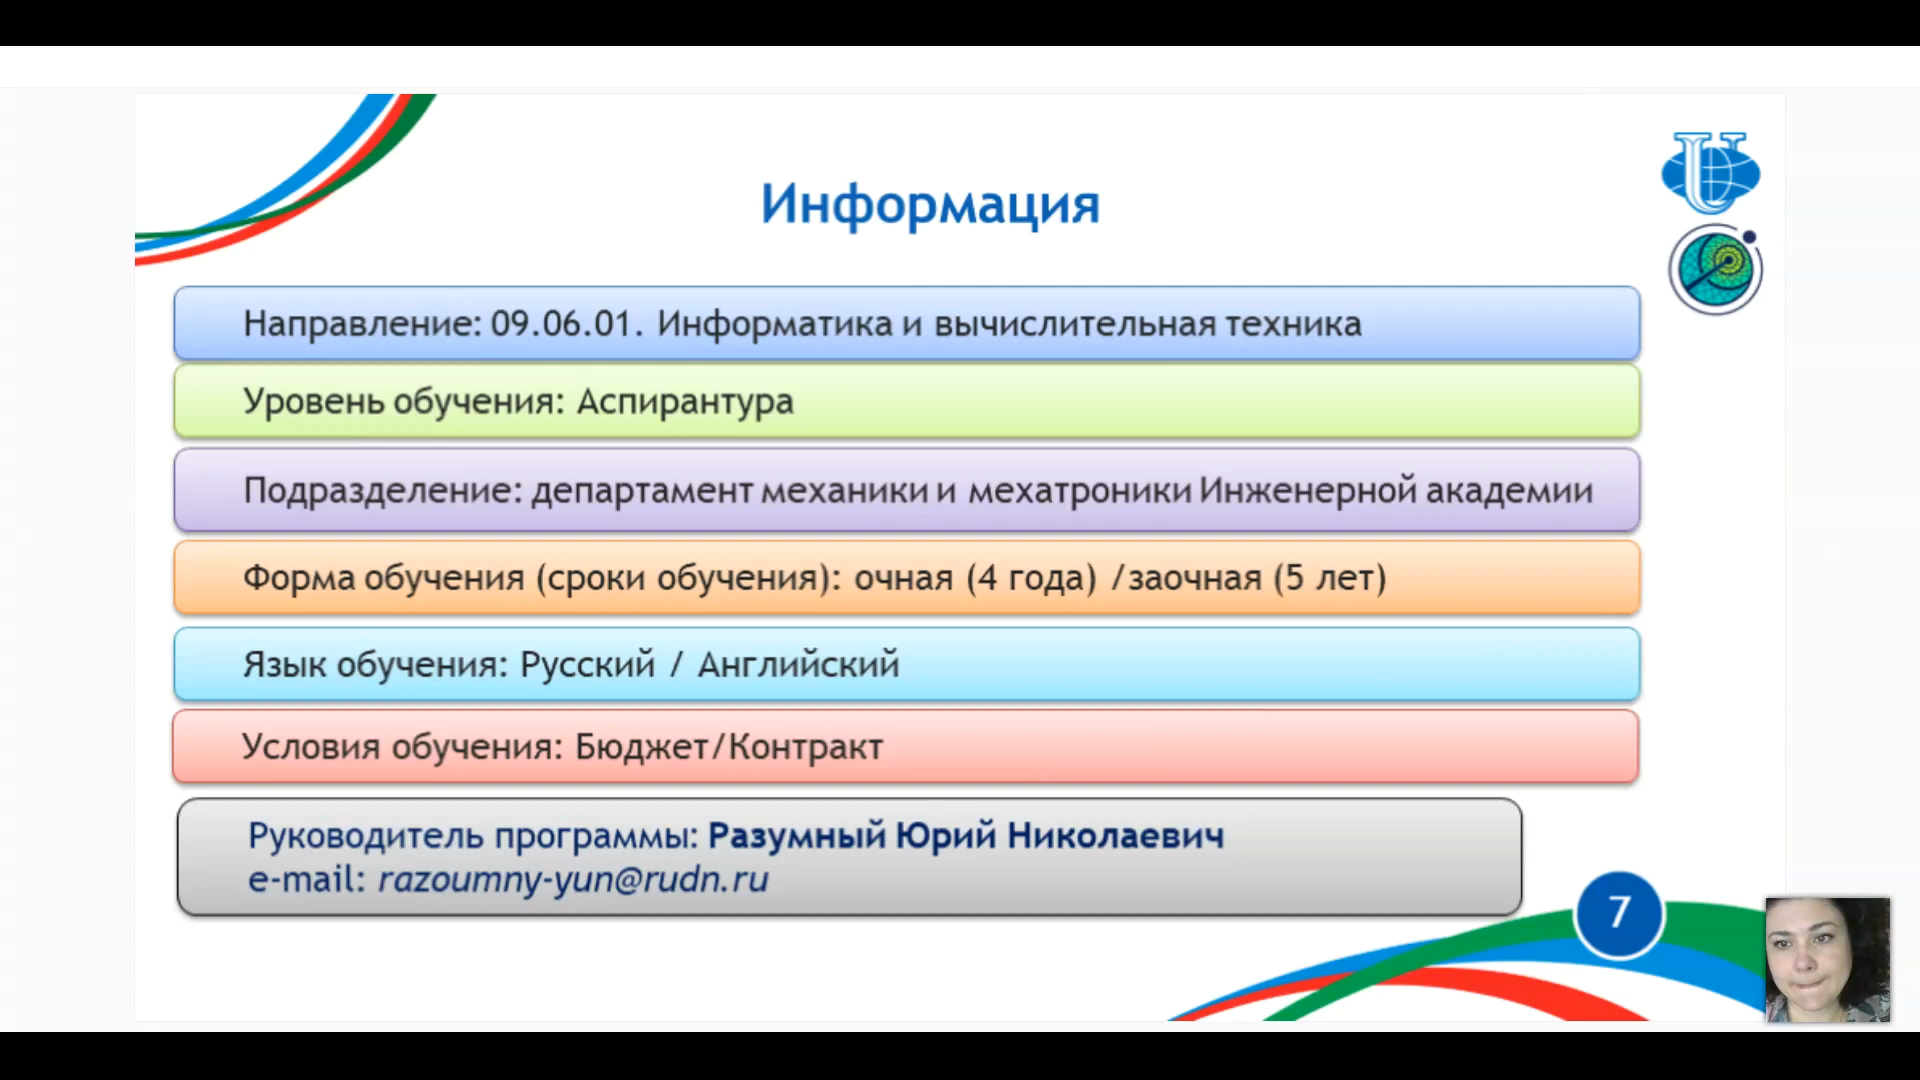 Информация
Направление: 09.06.01. Информатика и вычислительная техника
Уровень обучения: Аспирантура
Подразделение: департамент механики и мехатроники Инженерной академии
Форма обучения (сроки обучения): очная (4 года) /заочная (5 лет)
Язык обучения: Русский / Английский
Условия обучения: Бюджет/Контракт
Руководитель программы: Разумный Юрий Николаевич
e-mail: razoumny-yun@rudn.ru
7